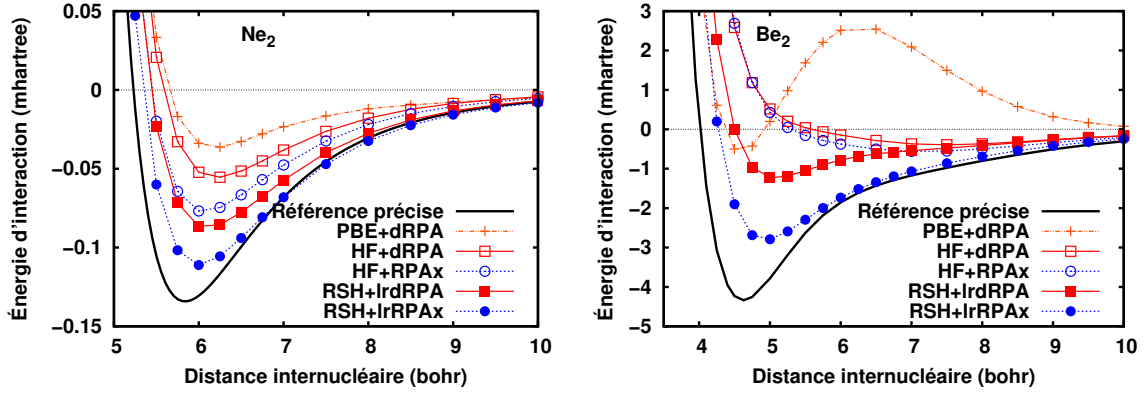 Énergie d'interaction (mhartree)
0.05
0
−0.05
−0.1
−0.15
Ne2
Référence précise
PBE+dRPA
HF+dRPA
HF+RPAx
RSH+lrdRPA
RSH+lrRPAx
5 6 7 8 9 10
Distance internucléaire (bohr)
Énergie d'interaction (mhartree)
3
2
1
0
−1
−2
−3
−4
−5
Be2
Référence précise
PBE+dRPA
HF+dRPA
HF+RPAx
RSH+lrdRPA
RSH+lrRPAx
4 5 6 7 8 9 10
Distance internucléaire (bohr)